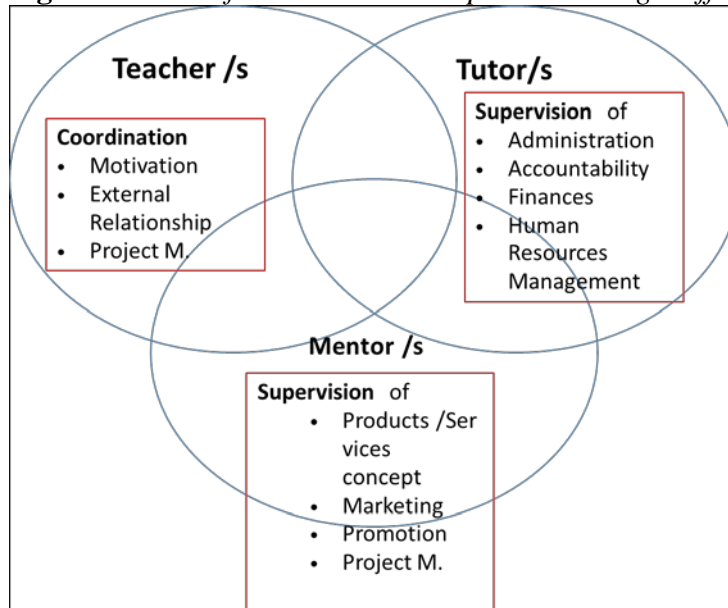 Teacher /s
Coordination
• Motivation
• External
Relationship
• Project M.
Tutor/s
Supervision of
• Administration
• Accountability
• Finances
• Human
Resources
Management
Mentor /s
Supervision of
• Products /Ser
vices
concept
• Marketing
• Promotion
• Project M.